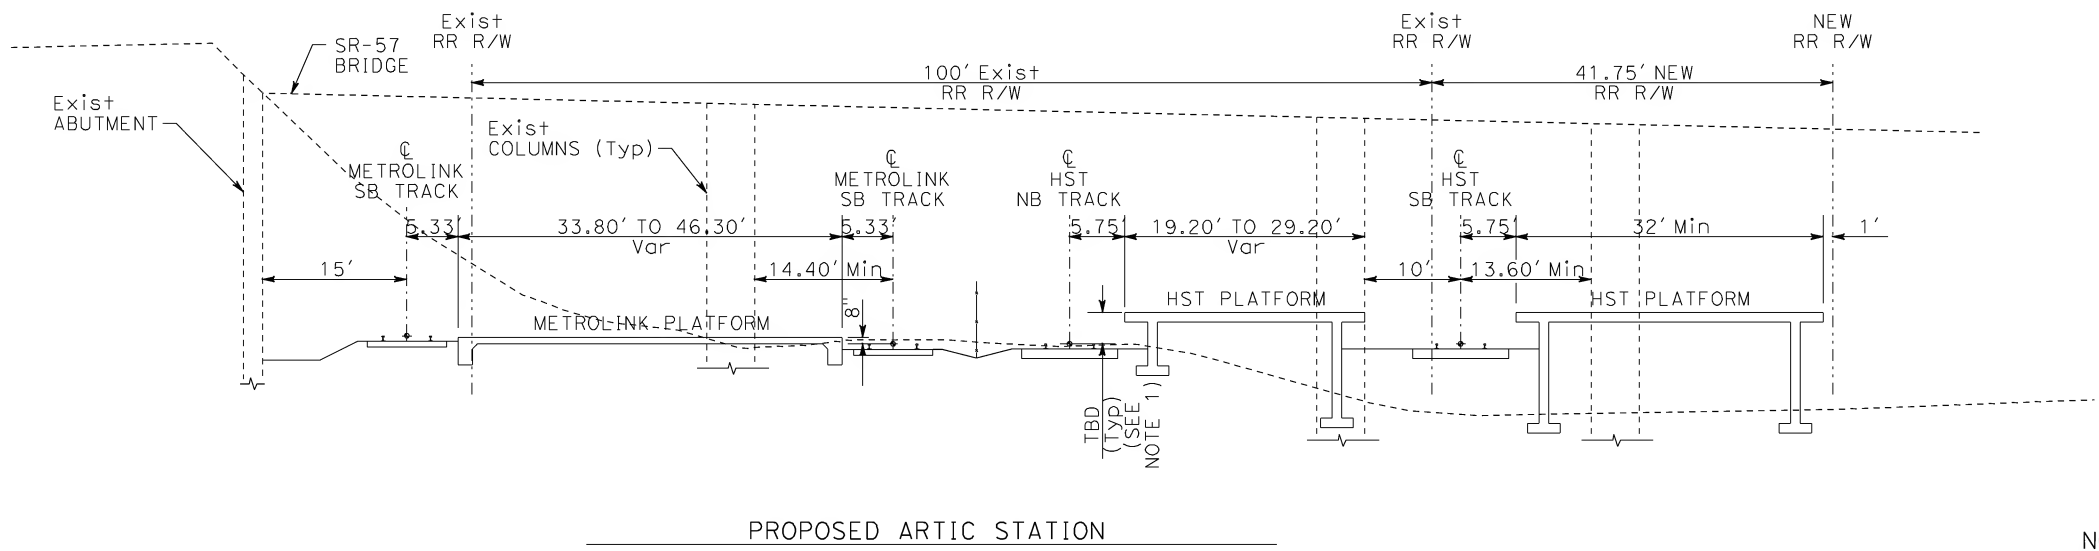 Exist
RR R/W
Exist
RR R/W
NEW
RR R/W
SR-57
BRIDGE
100' Exist
RR R/W
41.75' NEW
RR R/W
Exist
ABUTMENT
Exist
COLUMNS (Typ)
℄
METROLINK
SB TRACK
℄
METROLINK
SB TRACK
℄
HST
NB TRACK
℄
HST
SB TRACK
5.33'
33.80' TO 46.30'
Var
5.33'
5.75'
19.20' TO 29.20'
Var
5.75'
32' Min
1'
15'
14.40' Min
10'
13.60' Min
METROLINK PLATFORM
8"
HST PLATFORM
HST PLATFORM
TBD
(Typ)
(SEE
NOTE 1)
PROPOSED ARTIC STATION
N